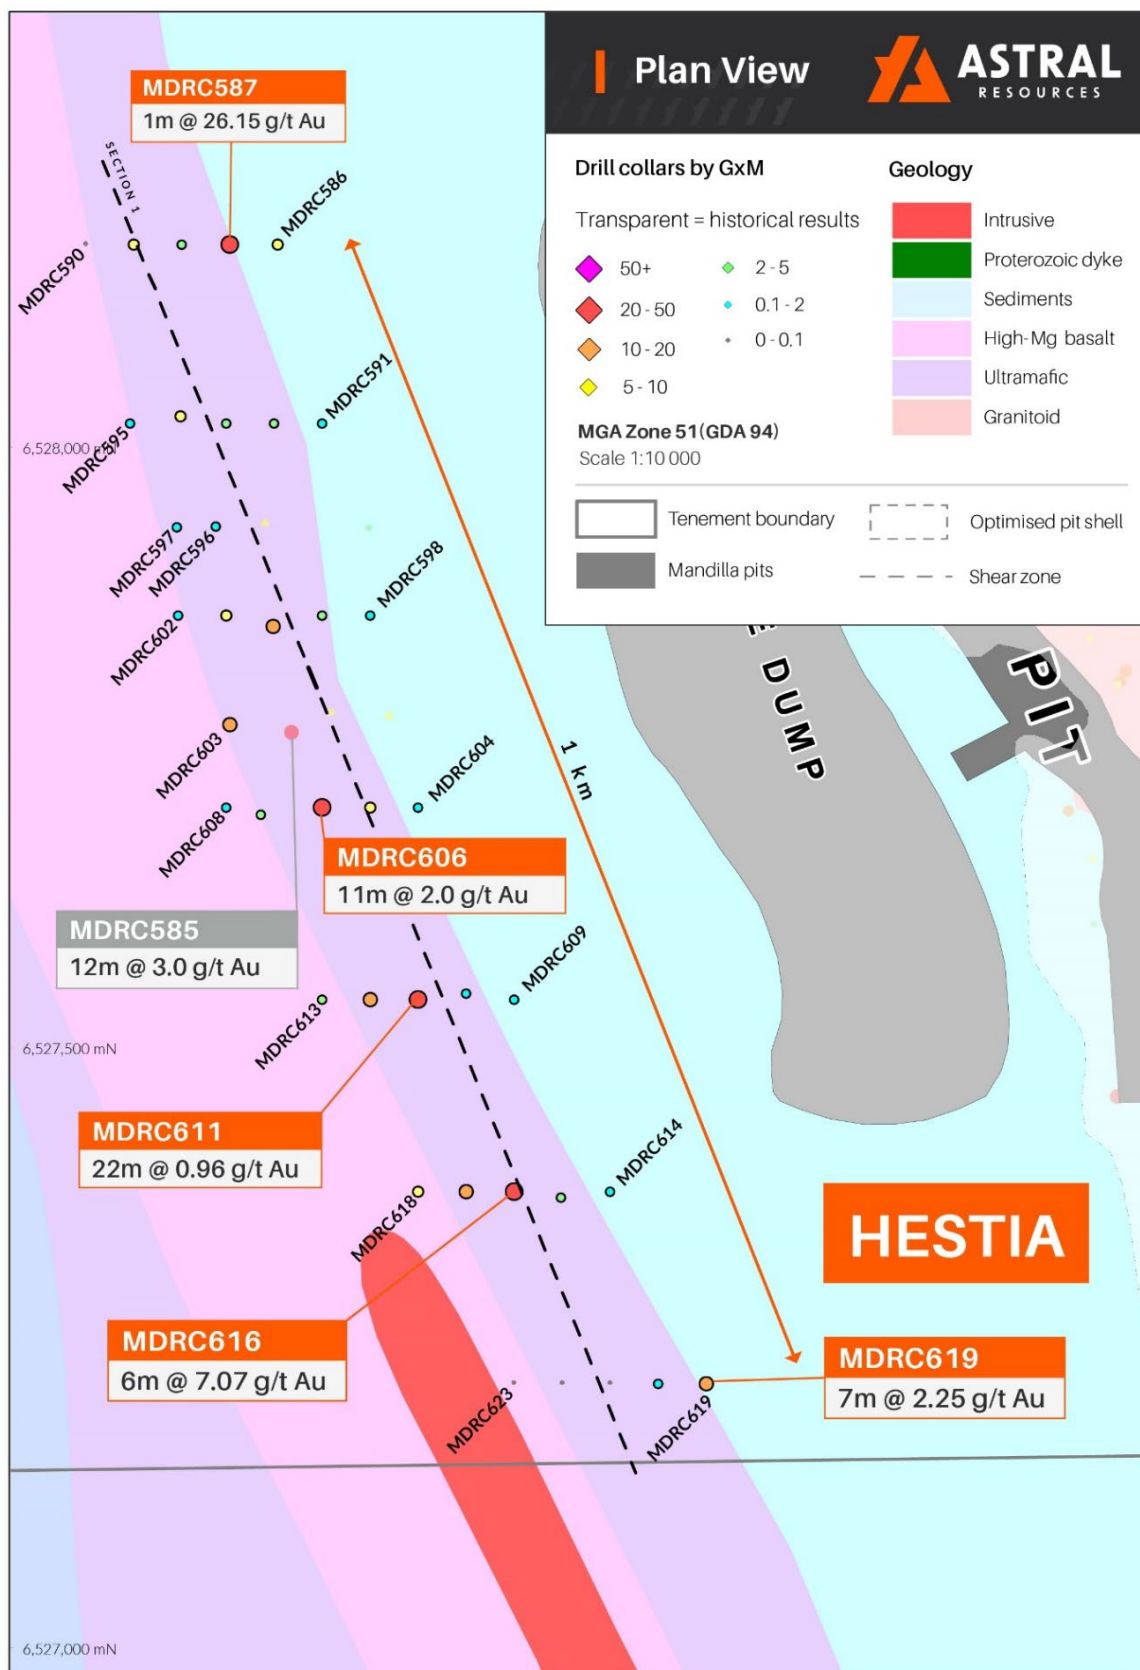 Plan View
ASTRAL
RESOURCES
Drill collars by GxM
Transparent = historical results
50+
20 - 50
10 - 20
5 - 10
2 - 5
0.1 - 2
0 - 0.1
MGA Zone 51(GDA 94)
Scale 1:10 000
Geology
Intrusive
Proterozoic dyke
Sediments
High-Mg basalt
Ultramafic
Granitoid
Tenement boundary
Mandilla pits
Optimised pit shell
Shear zone
MDRC587
1m @ 26.15 g/t Au
SECTION 1
MDRC586
MDRC590
MDRC591
MDRC595
6,528,000 mN
MDRC597
MDRC596
MDRC598
MDRC602
DUMP
PIT
MDRC603
1 km
MDRC604
MDRC608
MDRC606
11m @ 2.0 g/t Au
MDRC585
12m @ 3.0 g/t Au
MDRC609
MDRC613
6,527,500 mN
MDRC611
22m @ 0.96 g/t Au
MDRC614
MDRC618
HESTIA
MDRC616
6m @ 7.07 g/t Au
MDRC619
7m @ 2.25 g/t Au
MDRC623
MDRC619
6,527,000 mN